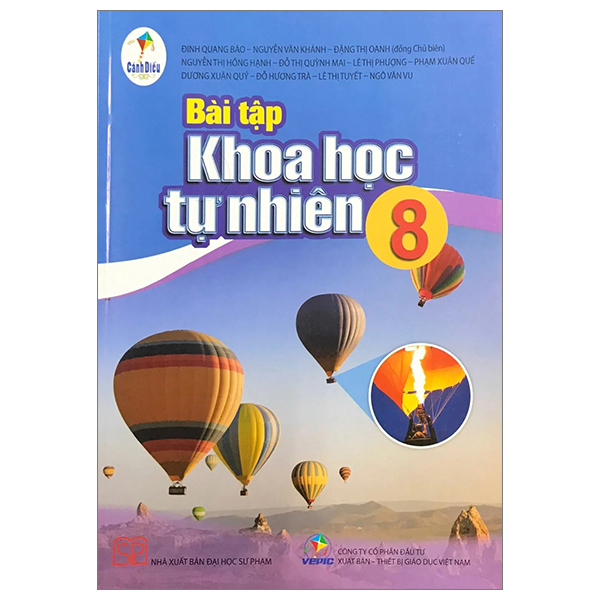 Cánh Diều
ĐINH QUANG BÁO – NGUYỄN VĂN KHÁNH – ĐẶNG THỊ OANH (đồng Chủ biên)
NGUYỄN THỊ HỒNG HẠNH – ĐỖ THỊ QUỲNH MAI – LÊ THỊ PHƯỢNG – PHẠM XUÂN QUẾ
DƯƠNG XUÂN QUÝ – ĐỖ HƯƠNG TRÀ – LÊ THỊ TUYẾT – NGÔ VĂN VỤ
Bài tập
Khoa học
tự nhiên 8
NHÀ XUẤT BẢN ĐẠI HỌC SƯ PHẠM
VEPIC
CÔNG TY CỔ PHẦN ĐẦU TƯ
XUẤT BẢN – THIẾT BỊ GIÁO DỤC VIỆT NAM